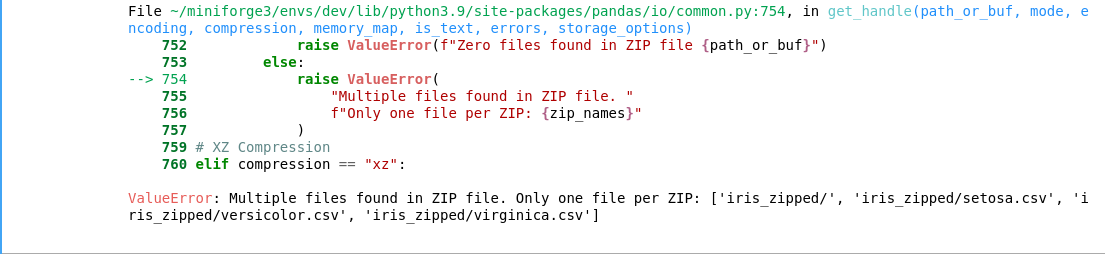 File ~/miniforge3/envs/dev/lib/python3.9/site-packages/pandas/io/common.py:754, in get_handle(path_or_buf, mode, e
ncoding, compression, memory_map, is_text, errors, storage_options)
    752             raise ValueError(f"Zero files found in ZIP file {path_or_buf}")
    753         else:
--> 754             raise ValueError(
    755                 "Multiple files found in ZIP file. "
    756                 f"Only one file per ZIP: {zip_names}"
    757             )
    759 # XZ Compression
    760 elif compression == "xz":
ValueError: Multiple files found in ZIP file. Only one file per ZIP: ['iris_zipped/', 'iris_zipped/setosa.csv', 'i
ris_zipped/versicolor.csv', 'iris_zipped/virginica.csv']